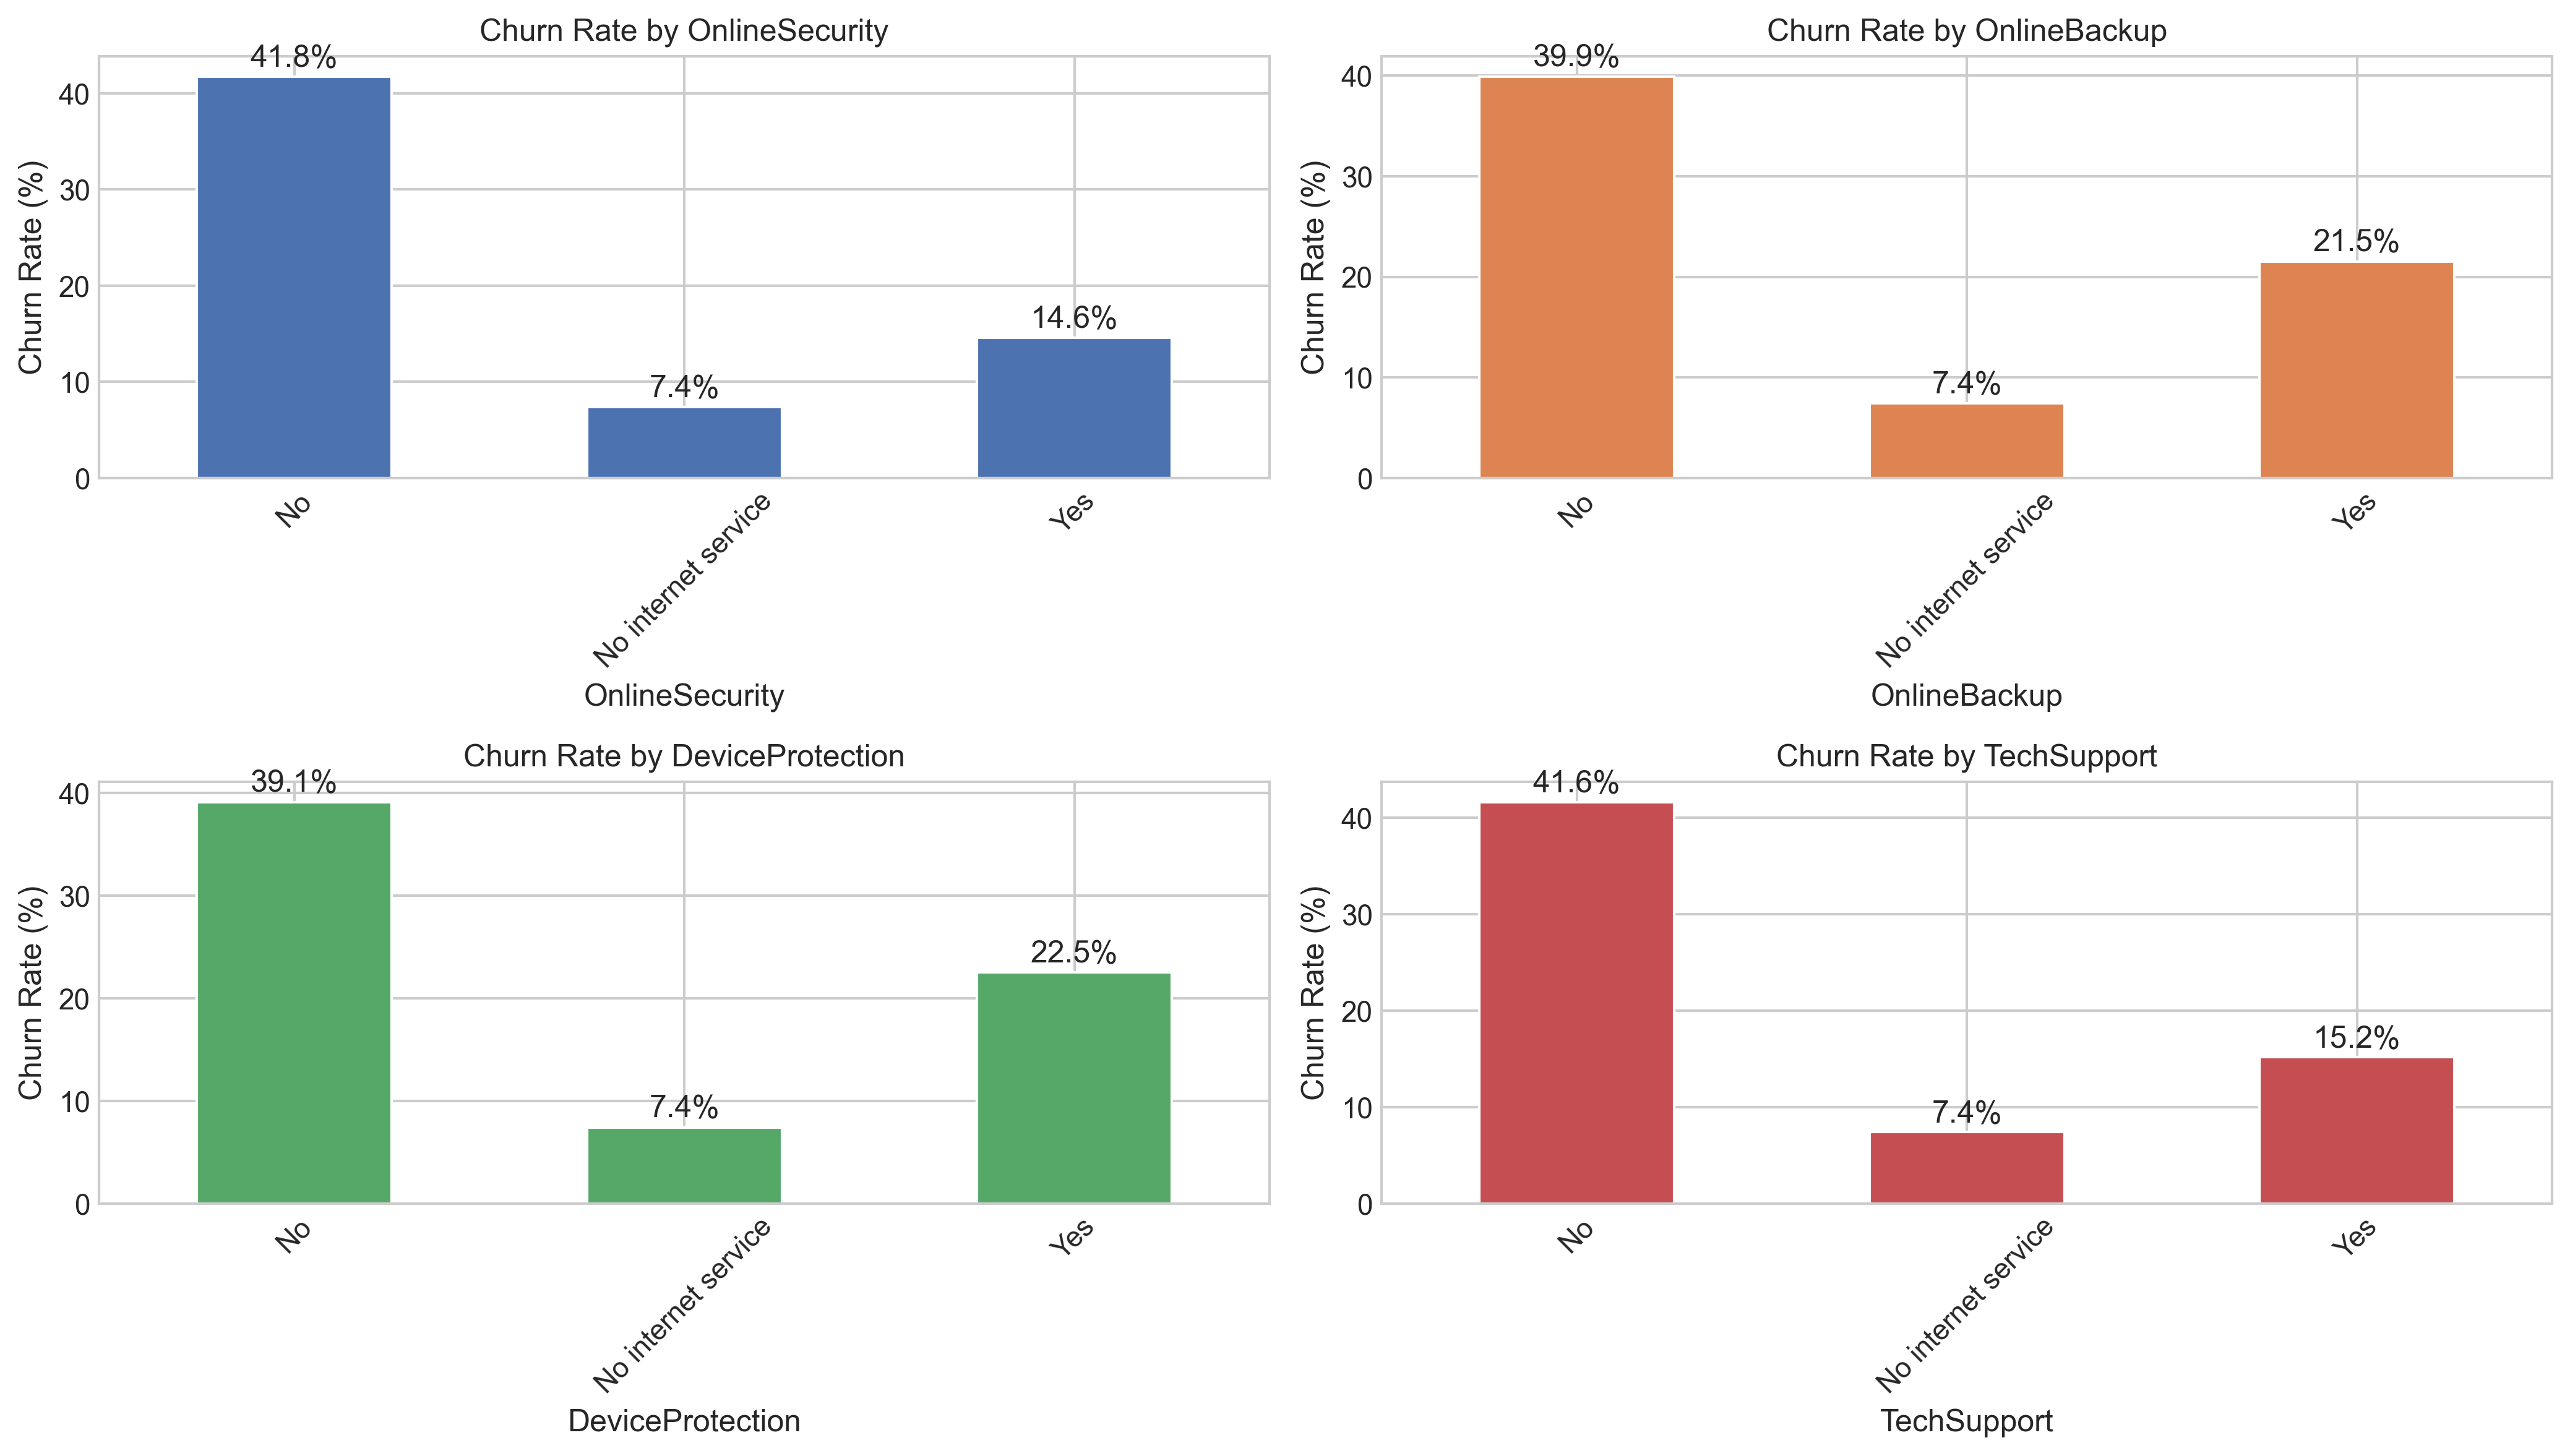 Churn Rate by OnlineSecurity
Churn Rate (%)
40
30
20
10
0
41.8%
7.4%
14.6%
No
No internet service
Yes
OnlineSecurity
Churn Rate by OnlineBackup
Churn Rate (%)
40
30
20
10
0
39.9%
7.4%
21.5%
No
No internet service
Yes
OnlineBackup
Churn Rate by DeviceProtection
Churn Rate (%)
40
30
20
10
0
39.1%
7.4%
22.5%
No
No internet service
Yes
DeviceProtection
Churn Rate by TechSupport
Churn Rate (%)
40
30
20
10
0
41.6%
7.4%
15.2%
No
No internet service
Yes
TechSupport